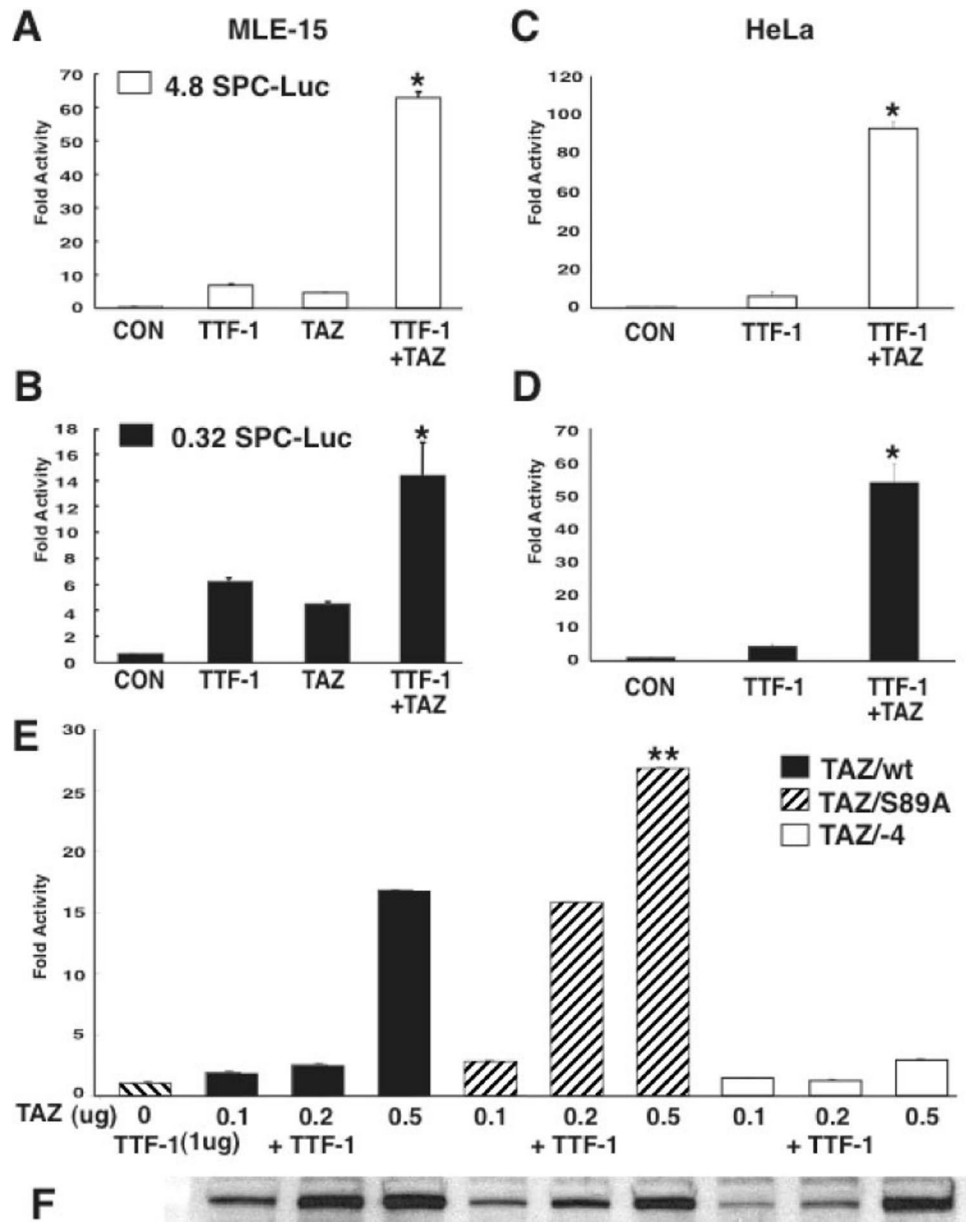 A
MLE-15
70
60
50
40
30
20
10
0
Fold Activity
4.8 SPC-Luc
*
CON TTF-1 TAZ TTF-1
+TAZ
C
HeLa
120
100
80
60
20
20
0
Fold Activity
*
CON TTF-1 TTF-1
+TAZ
B
18
16
14
12
10
8
6
4
2
0
Fold Activity
0.32 SPC-Luc
*
CON TTF-1 TAZ TTF-1
+TAZ
D
70
60
50
40
30
20
10
0
Fold Activity
*
CON TTF-1 TTF-1
+TAZ
E
30
25
20
15
10
5
0
Fold Activity
**
TAZ/wt
TAZ/S89A
TAZ/-4
TAZ (ug) 0 0.1 0.2 0.5 0.1 0.2 0.5 0.1 0.2 0.5
TTF-1(1ug) + TTF-1 + TTF-1 + TTF-1
F